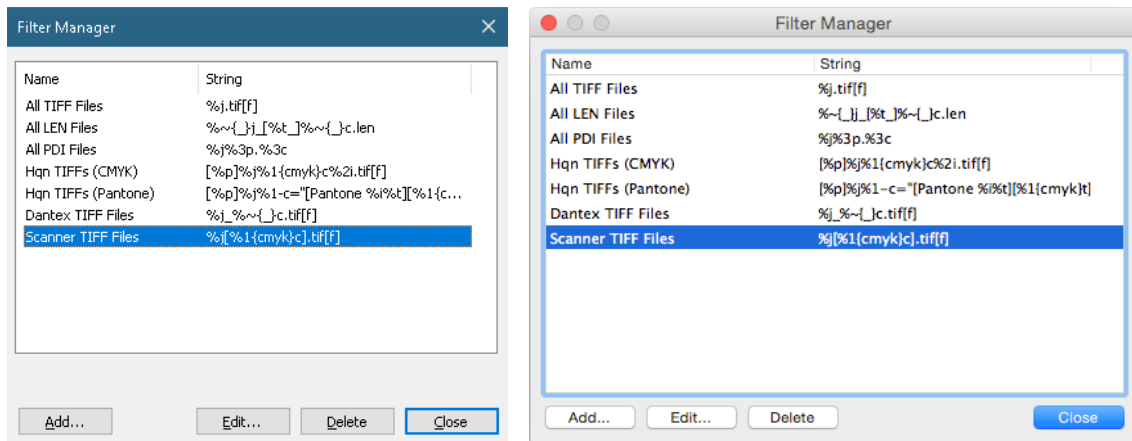 Filter Manager
Name String
All TIFF Files %j.tif[f]
All LEN Files %~{_}j_[%t_]%~{_}c.len
All PDI Files %j%3p.%3c
Hqn TIFFs (CMYK) [%p]%j%1{cmyk}c%2i.tif[f]
Hqn TIFFs (Pantone) [%p]%j%1-c="[Pantone %i%t][%1{c...
Dantex TIFF Files %j_%~{_}c.tif[f]
Scanner TIFF Files %j[%1{cmyk}c].tif[f]
Add... Edit... Delete Close
Filter Manager
Name String
All TIFF Files %j.tif[f]
All LEN Files %~{_}j_[%t_]%~{_}c.len
All PDI Files %j%3p.%3c
Hqn TIFFs (CMYK) [%p]%j%1{cmyk}c%2i.tif[f]
Hqn TIFFs (Pantone) [%p]%j%1-c="[Pantone %i%t][%1{cmyk}t]
Dantex TIFF Files %j_%~{_}c.tif[f]
Scanner TIFF Files %j[%1{cmyk}c].tif[f]
Add... Edit... Delete Close